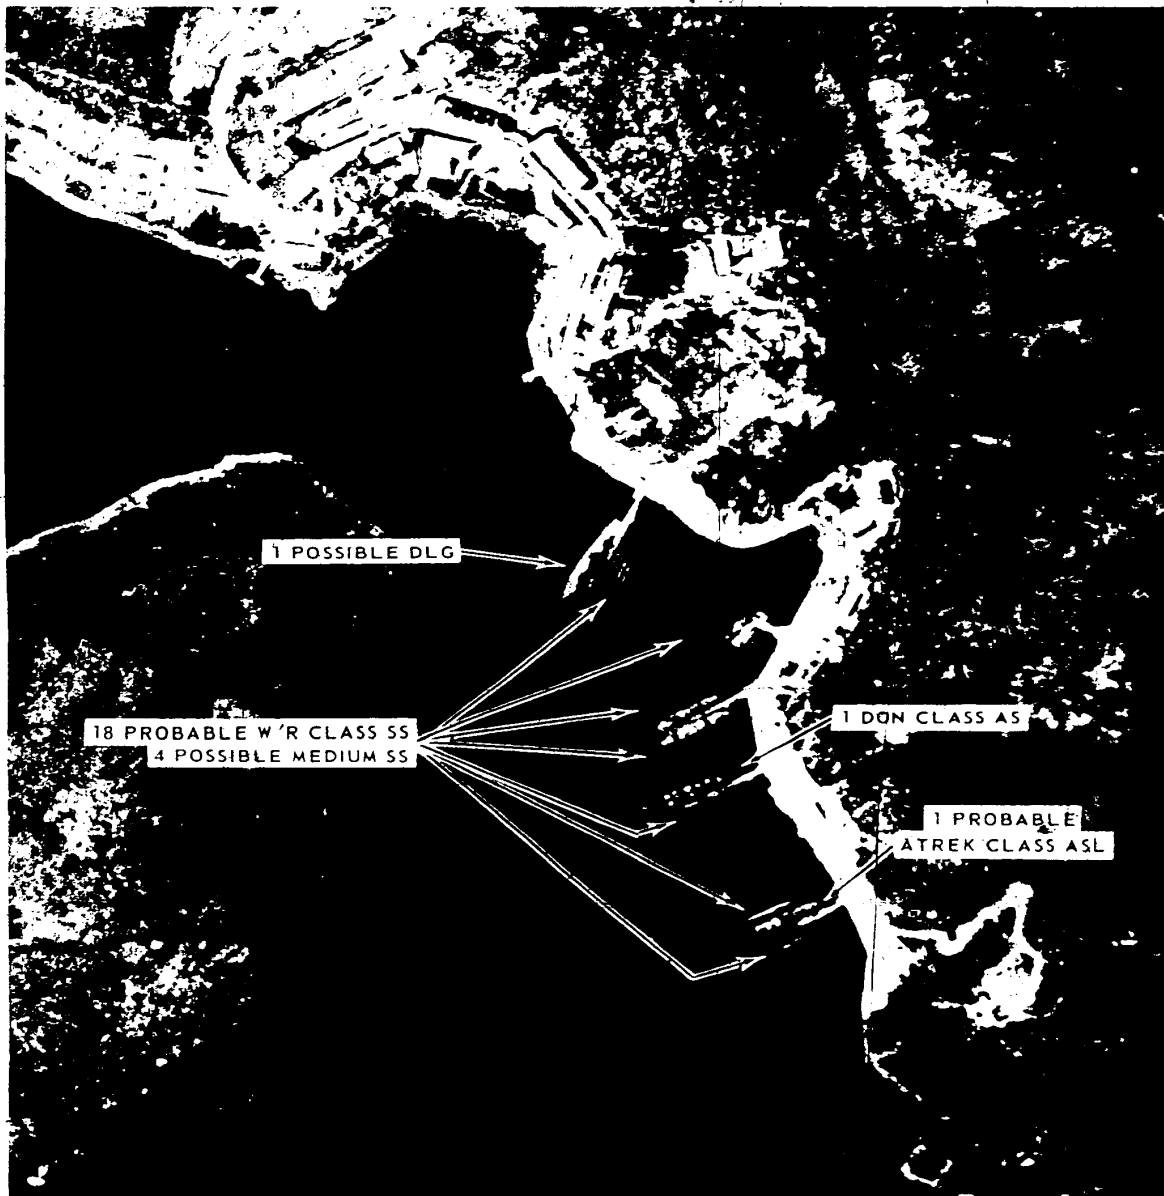 1 POSSIBLE DLG
18 PROBABLE W'R CLASS SS
4 POSSIBLE MEDIUM SS
1 DON CLASS AS
1 PROBABLE
ATREK CLASS ASL